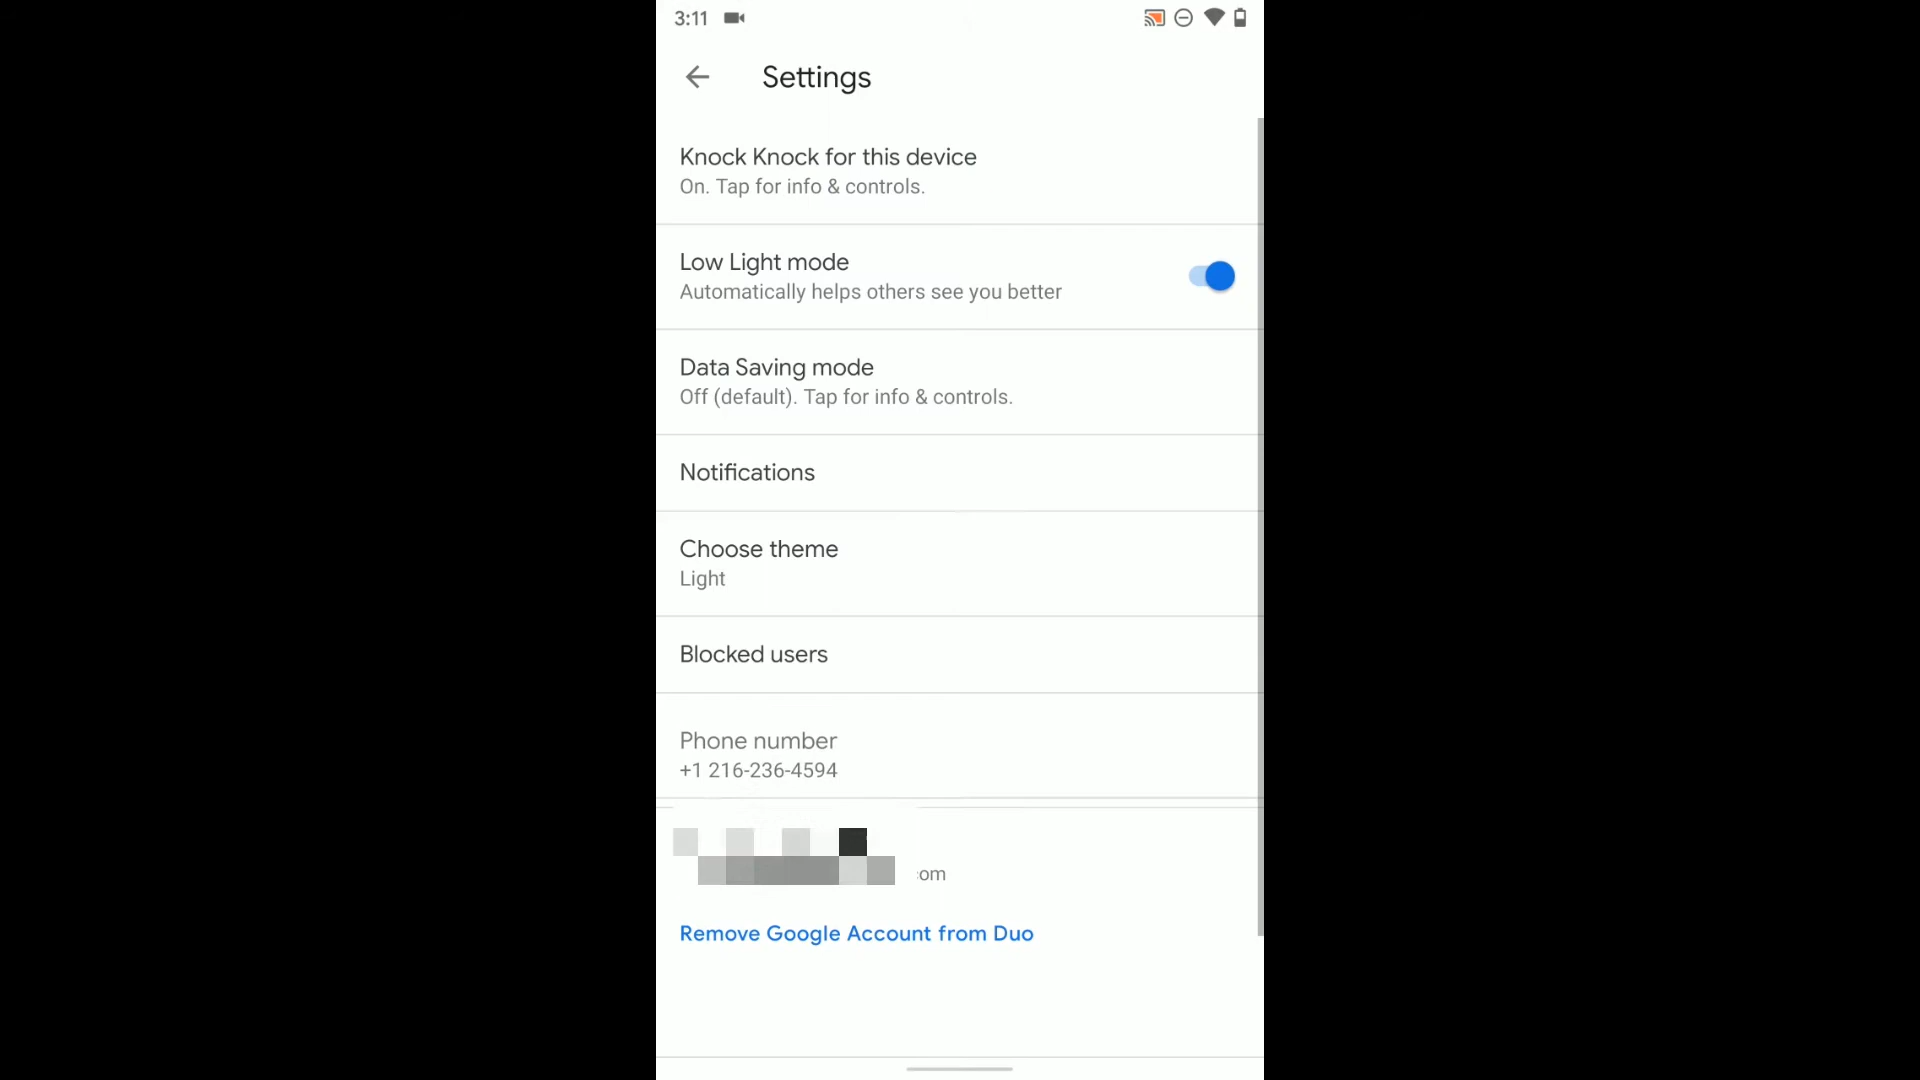 3:11
Settings
Knock Knock for this device
On. Tap for info & controls.
Low Light mode
Automatically helps others see you better
Data Saving mode
Off (default). Tap for info & controls.
Notifications
Choose theme
Light
Blocked users
Phone number
+1 216-236-4594
com
Remove Google Account from Duo